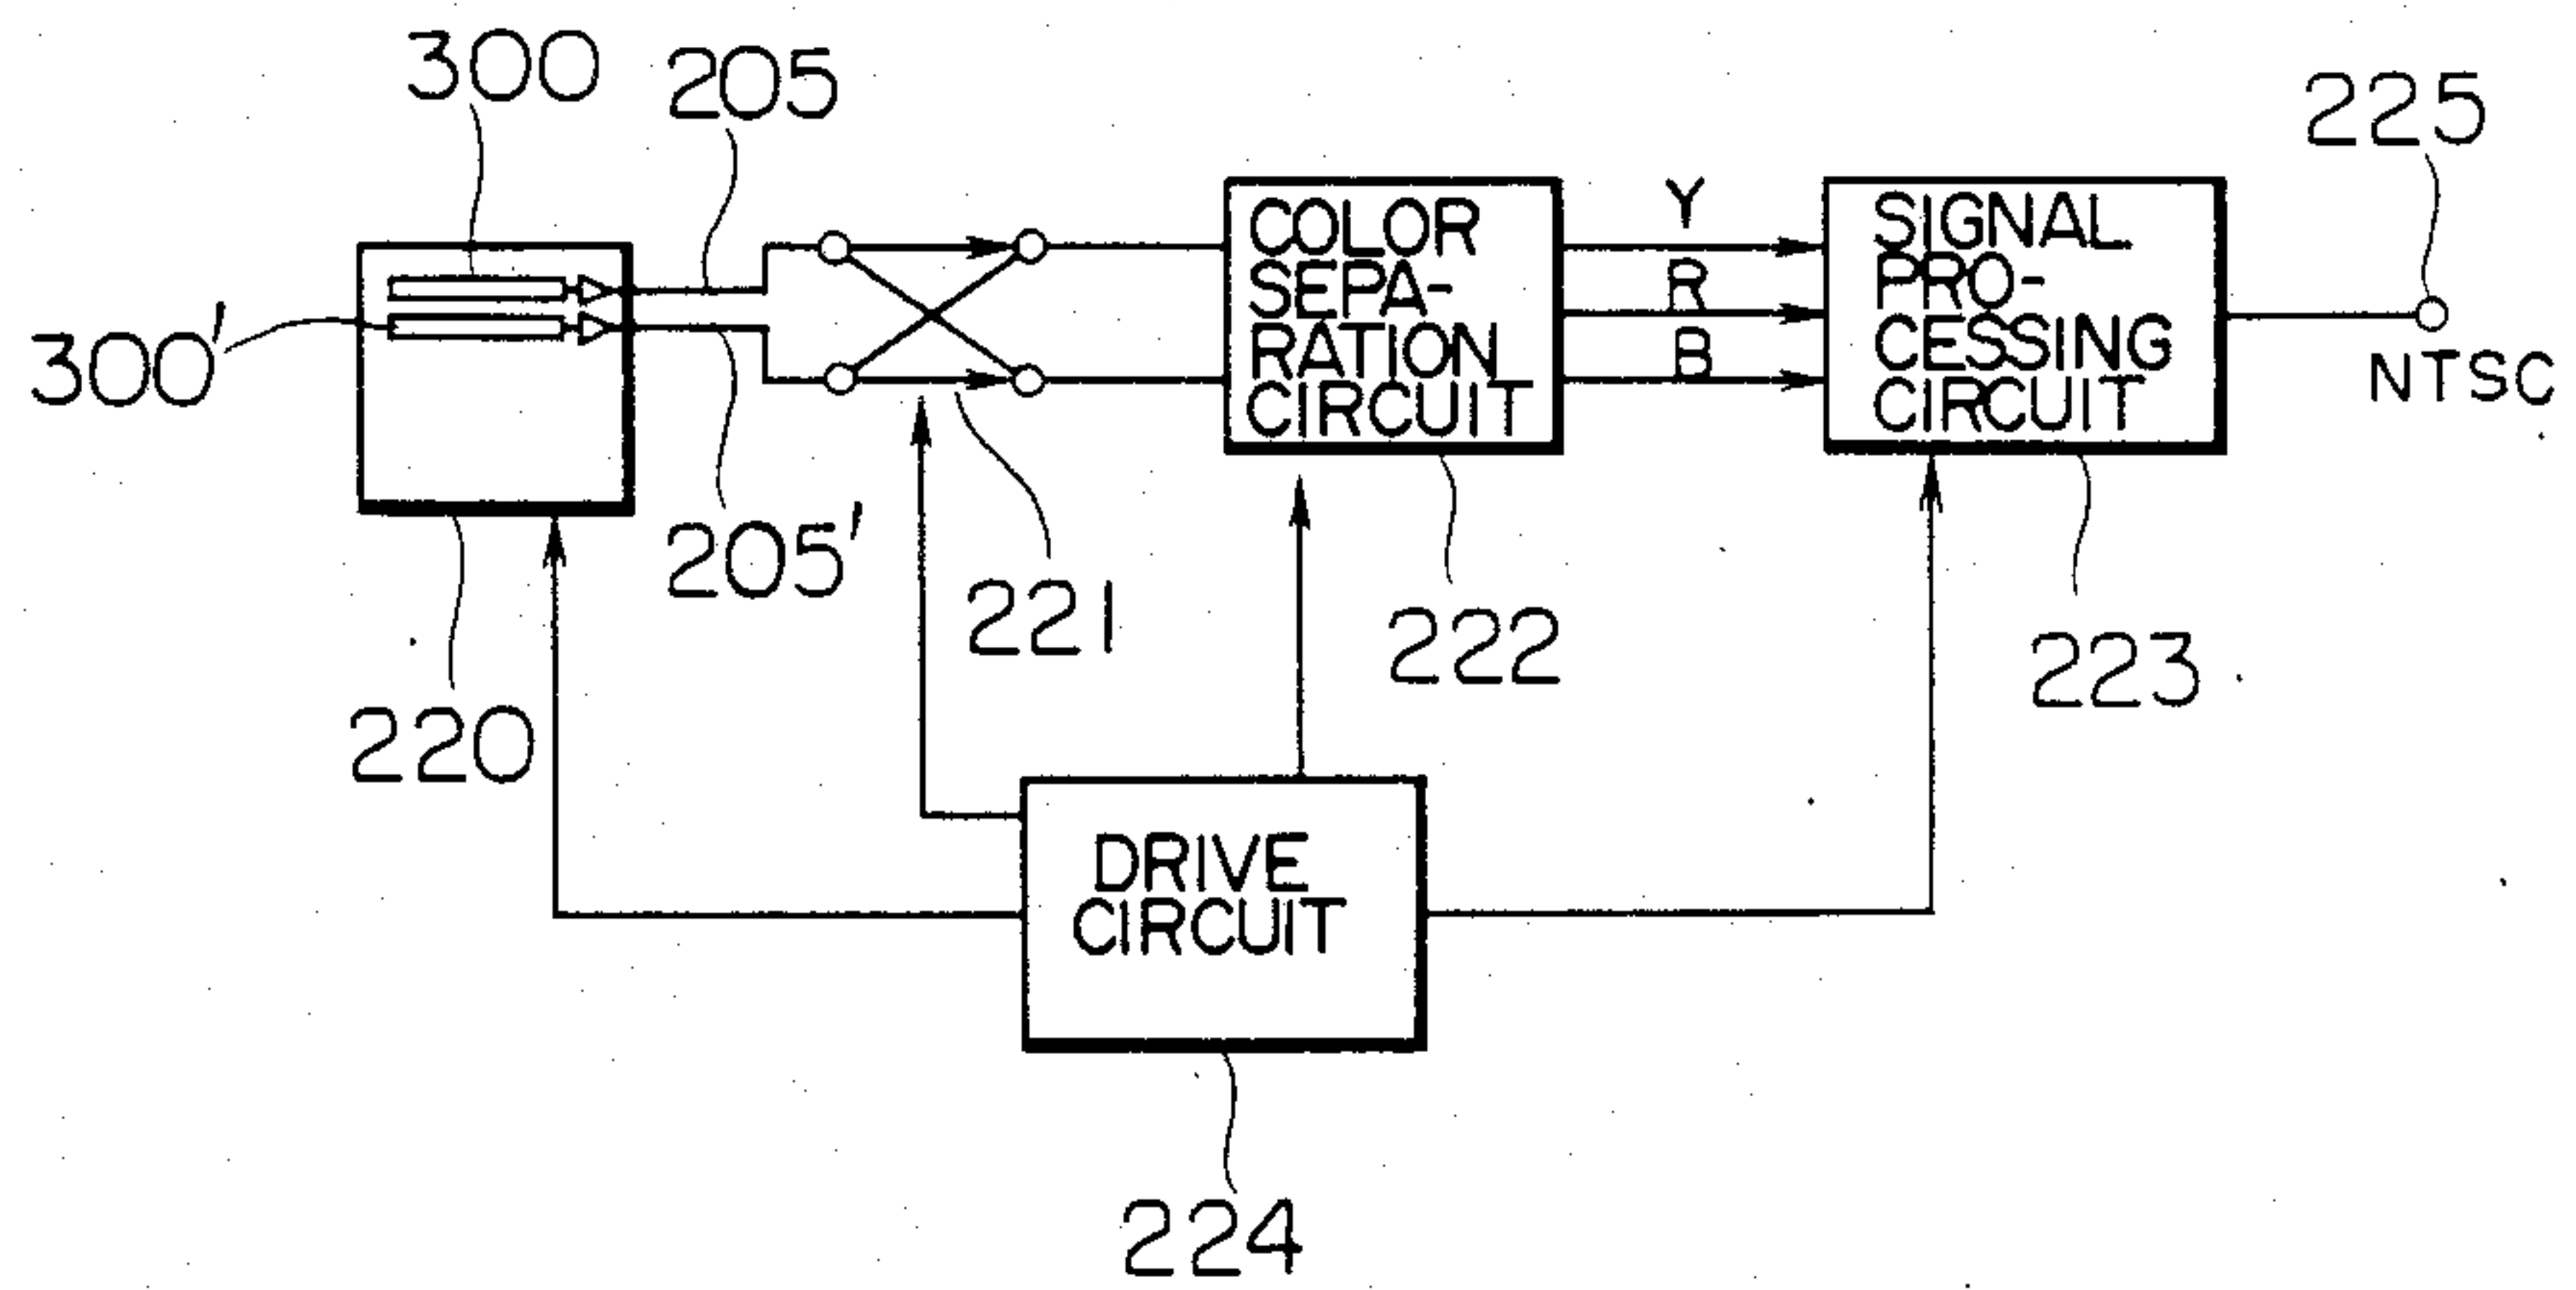 300
205
225
300'
COLOR
SEPA-
RATION
CIRCUIT
Y
R
B
SIGNAL
PRO-
CESSING
CIRCUIT
NTSC
205'
221
222
223
220
DRIVE
CIRCUIT
224